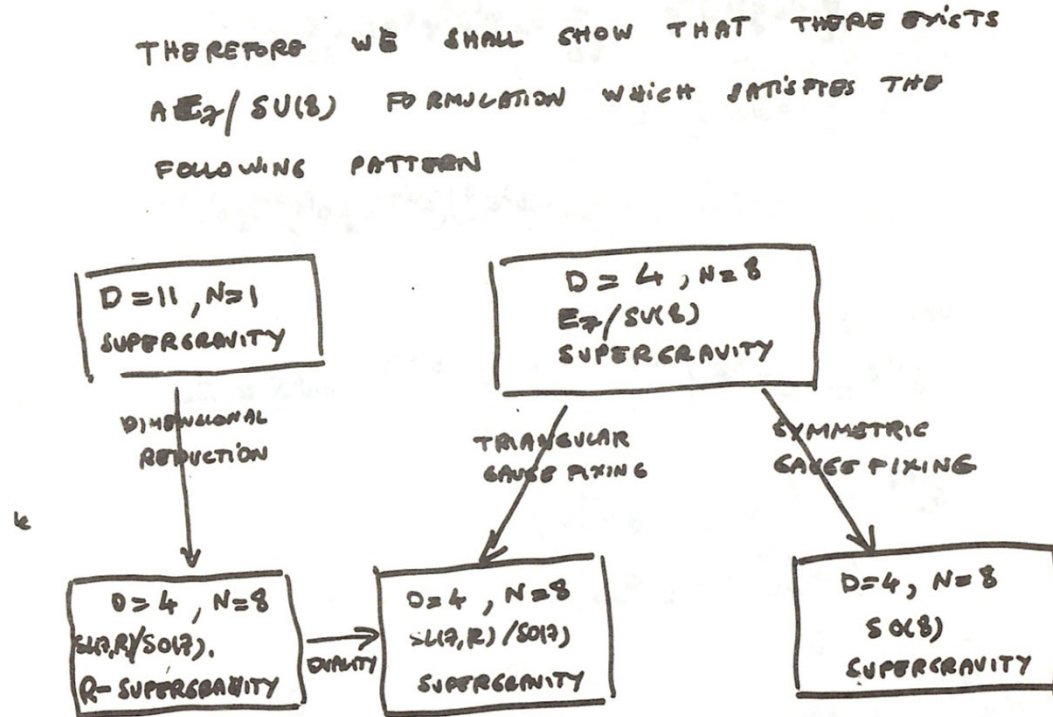 THEREFORE WE SHALL SHOW THAT THERE EXISTS
A E7/SU(8) FORMULATION WHICH SATISFIES THE
FOLLOWING PATTERN
D=11, N=1
SUPERGRAVITY
D=4, N=8
E7/SU(8)
SUPERGRAVITY
DIMENSIONAL
REDUCTION
TRIANGULAR
GAUGE FIXING
SYMMETRIC
GAUGE FIXING
D=4, N=8
SL(7,R)/SO(7).
R-SUPERGRAVITY
DUALITY
D=4, N=8
SL(7,R)/SO(7)
SUPERGRAVITY
D=4, N=8
SO(8)
SUPERGRAVITY